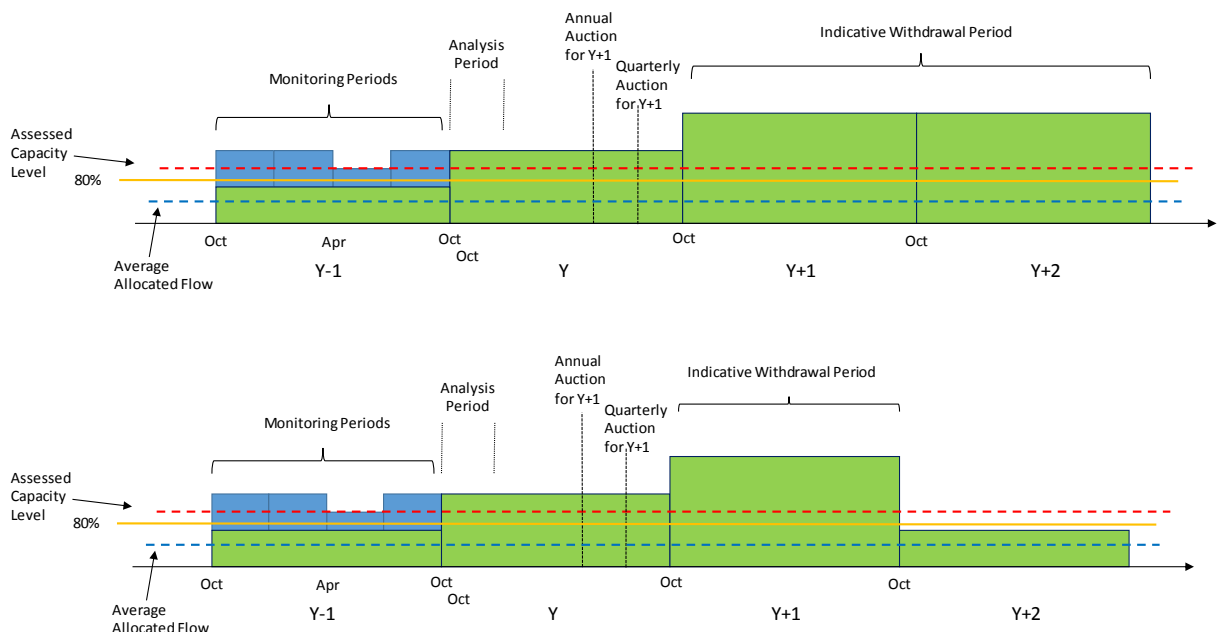 Indicative Withdrawal Period
Annual
Auction
for Y+1
Analysis
Period
Quarterly
Auction
for Y+1
Monitoring Periods
Assessed
Capacity
Level
80%
Oct
Apr
Oct
Oct
Oct
Oct
Average
Allocated Flow
Y-1
Y
Y+1
Y+2
Indicative Withdrawal Period
Annual
Auction
for Y+1
Analysis
Period
Quarterly
Auction
for Y+1
Monitoring Periods
Assessed
Capacity
Level
80%
Oct
Apr
Oct
Oct
Oct
Oct
Average
Allocated Flow
Y-1
Y
Y+1
Y+2